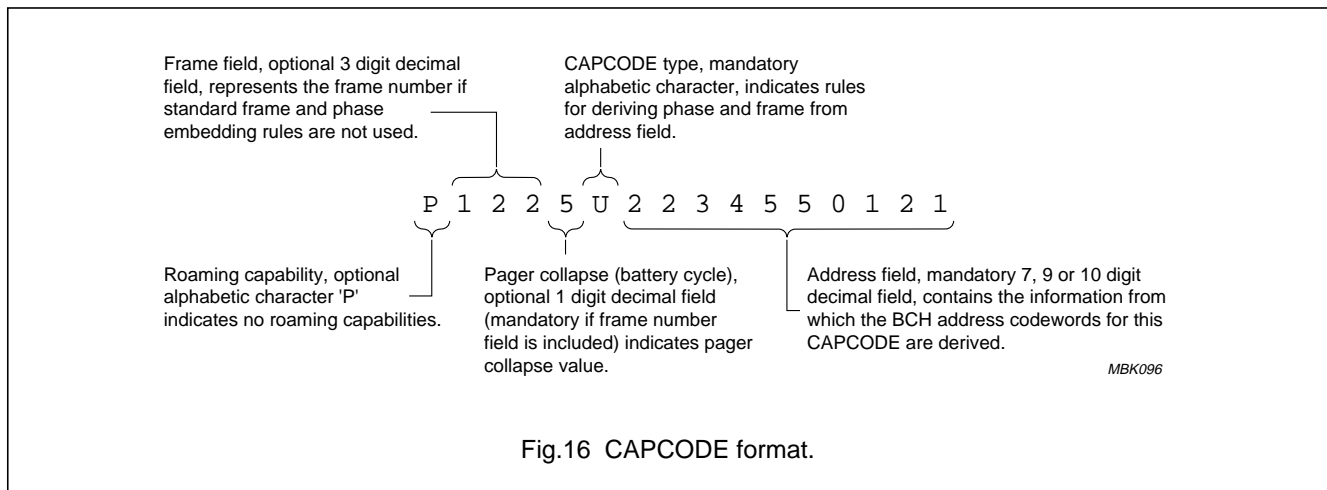 Frame field, optional 3 digit decimal
field, represents the frame number if
standard frame and phase
embedding rules are not used.
CAPCODE type, mandatory
alphabetic character, indicates rules
for deriving phase and frame from
address field.
P 1 2 2 5 U 2 2 3 4 5 5 0 1 2 1
Roaming capability, optional
alphabetic character 'P'
indicates no roaming capabilities.
Pager collapse (battery cycle),
optional 1 digit decimal field
(mandatory if frame number
field is included) indicates pager
collapse value.
Address field, mandatory 7, 9 or 10 digit
decimal field, contains the information from
which the BCH address codewords for this
CAPCODE are derived.
MBK096
Fig.16 CAPCODE format.